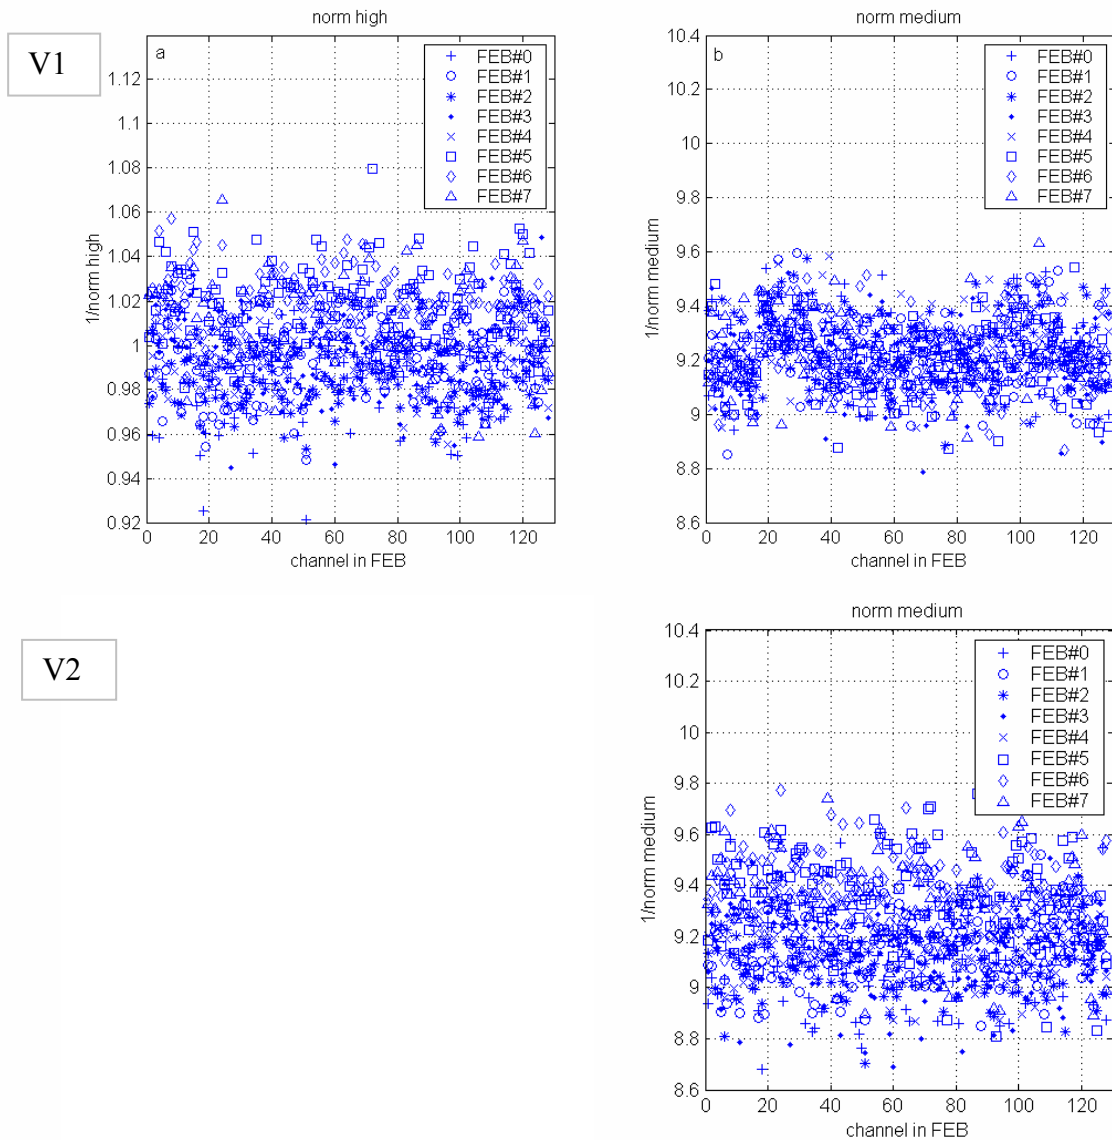 V1
norm high
a
FEB#0
FEB#1
FEB#2
FEB#3
FEB#4
FEB#5
FEB#6
FEB#7
1.12
1.1
1.08
1.06
1.04
1.02
1
0.98
0.96
0.94
0.92
1/norm high
0 20 40 60 80 100 120
channel in FEB
norm medium
b
FEB#0
FEB#1
FEB#2
FEB#3
FEB#4
FEB#5
FEB#6
FEB#7
10.4
10.2
10
9.8
9.6
9.4
9.2
9
8.8
8.6
1/norm medium
0 20 40 60 80 100 120
channel in FEB
V2
norm medium
FEB#0
FEB#1
FEB#2
FEB#3
FEB#4
FEB#5
FEB#6
FEB#7
10.4
10.2
10
9.8
9.6
9.4
9.2
9
8.8
8.6
1/norm medium
0 20 40 60 80 100 120
channel in FEB